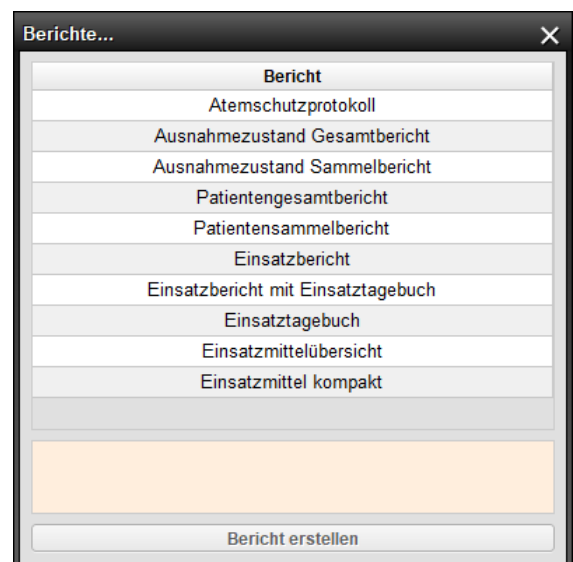 Berichte...
Bericht
Atemschutzprotokoll
Ausnahmezustand Gesamtbericht
Ausnahmezustand Sammelbericht
Patientengesamtbericht
Patientensammelbericht
Einsatzbericht
Einsatzbericht mit Einsatztagebuch
Einsatztagebuch
Einsatzmittelübersicht
Einsatzmittel kompakt
Bericht erstellen